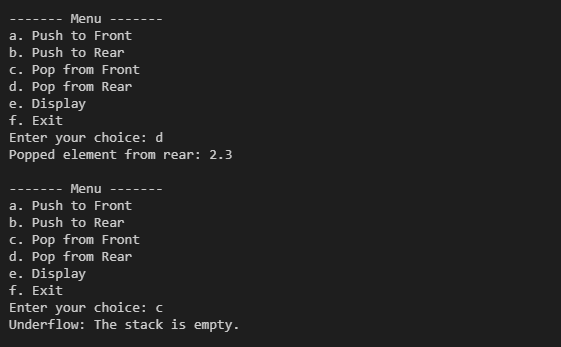 ------- Menu -------
a. Push to Front
b. Push to Rear
c. Pop from Front
d. Pop from Rear
e. Display
f. Exit
Enter your choice: d
Popped element from rear: 2.3
------- Menu -------
a. Push to Front
b. Push to Rear
c. Pop from Front
d. Pop from Rear
e. Display
f. Exit
Enter your choice: c
Underflow: The stack is empty.